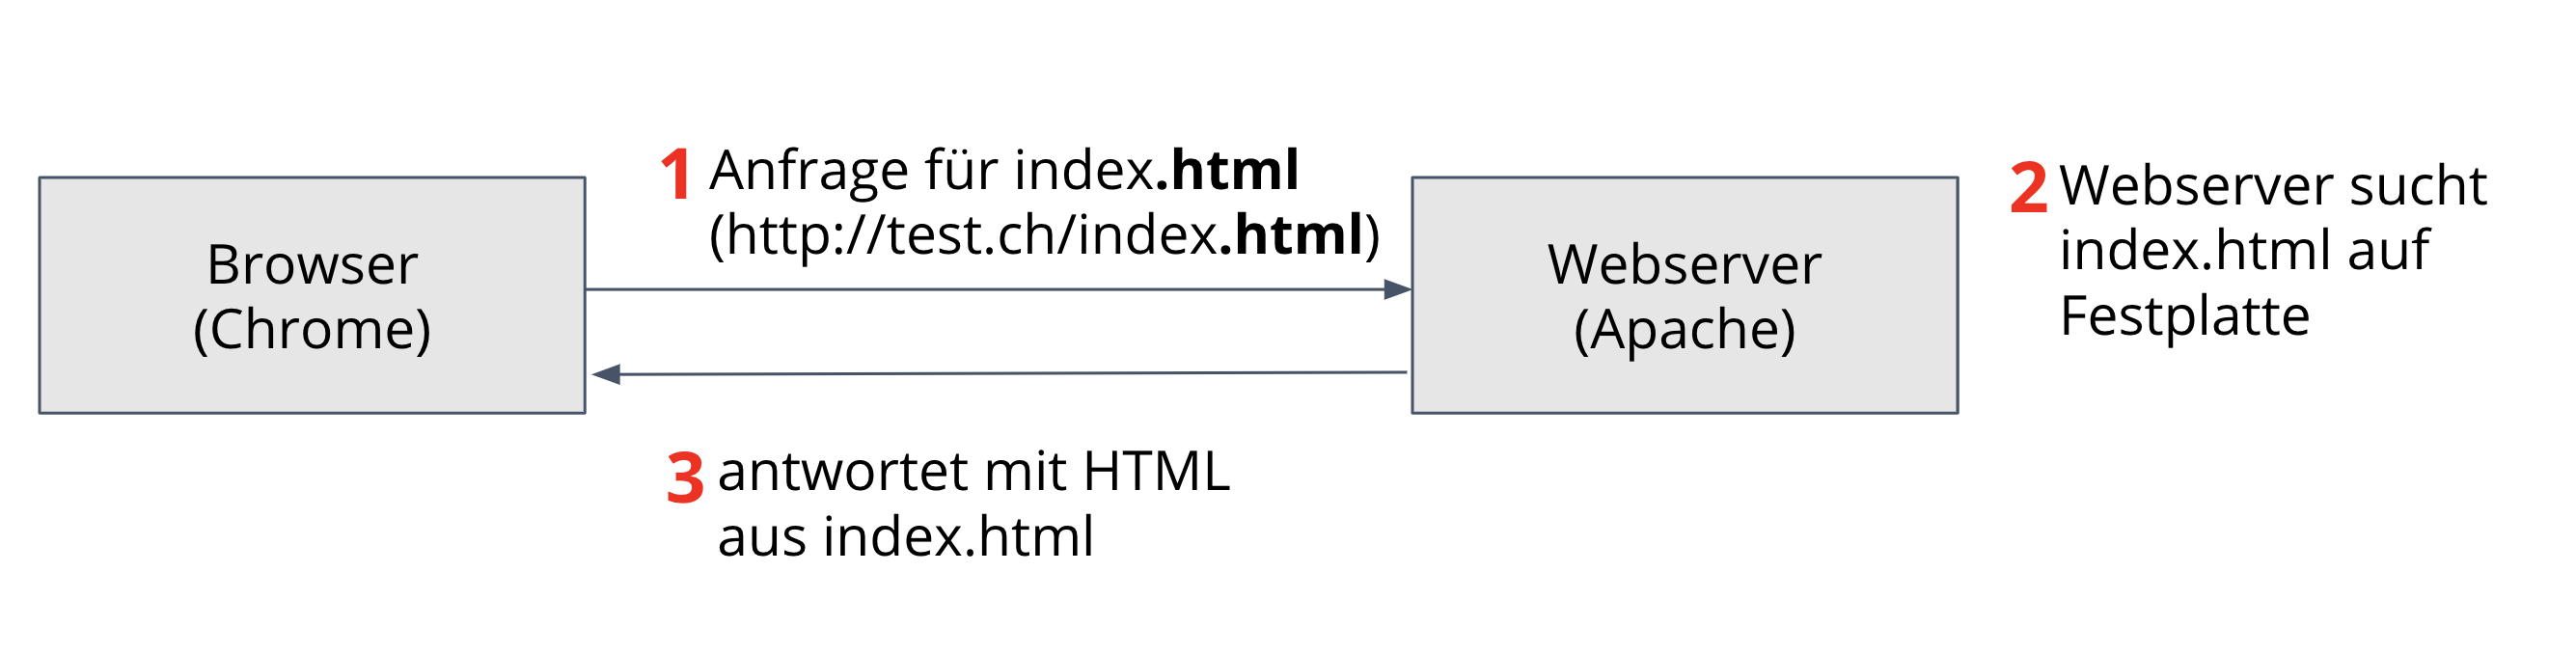 Browser
(Chrome)
1 Anfrage für index.html
(http://test.ch/index.html)
Webserver
(Apache)
2 Webserver sucht
index.html auf
Festplatte
3 antwortet mit HTML
aus index.html